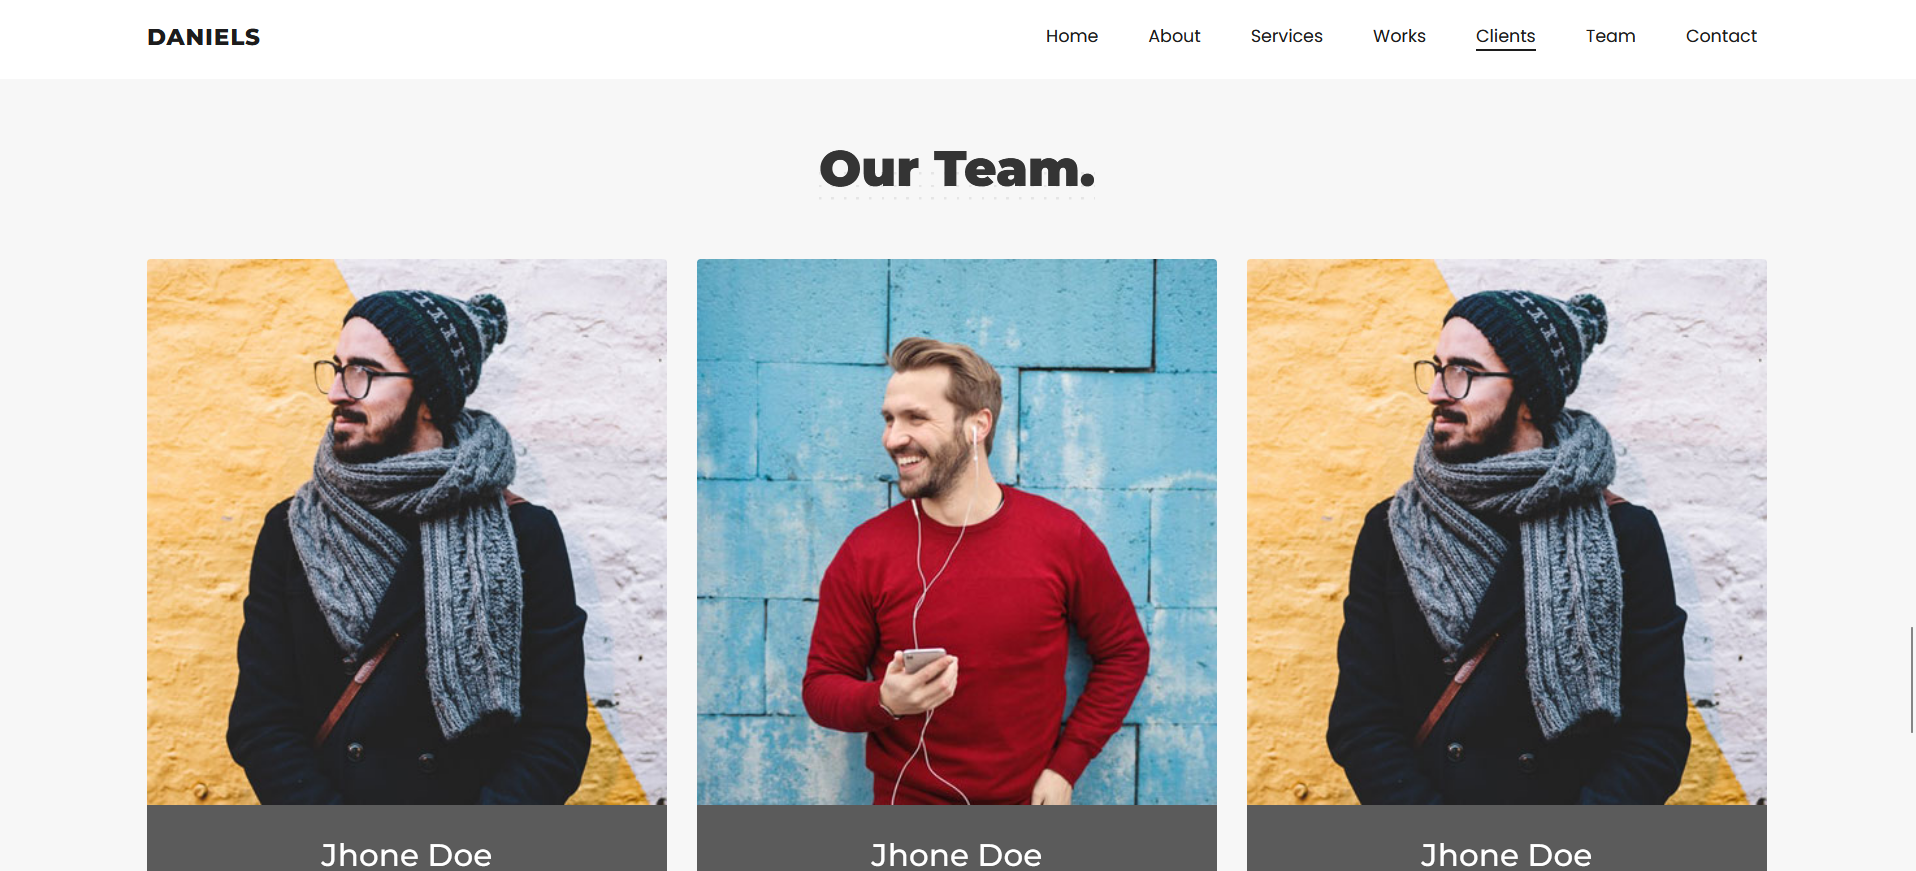 DANIELS
Home About Services Works Clients Team Contact
Our Team.
Jhone Doe Jhone Doe Jhone Doe